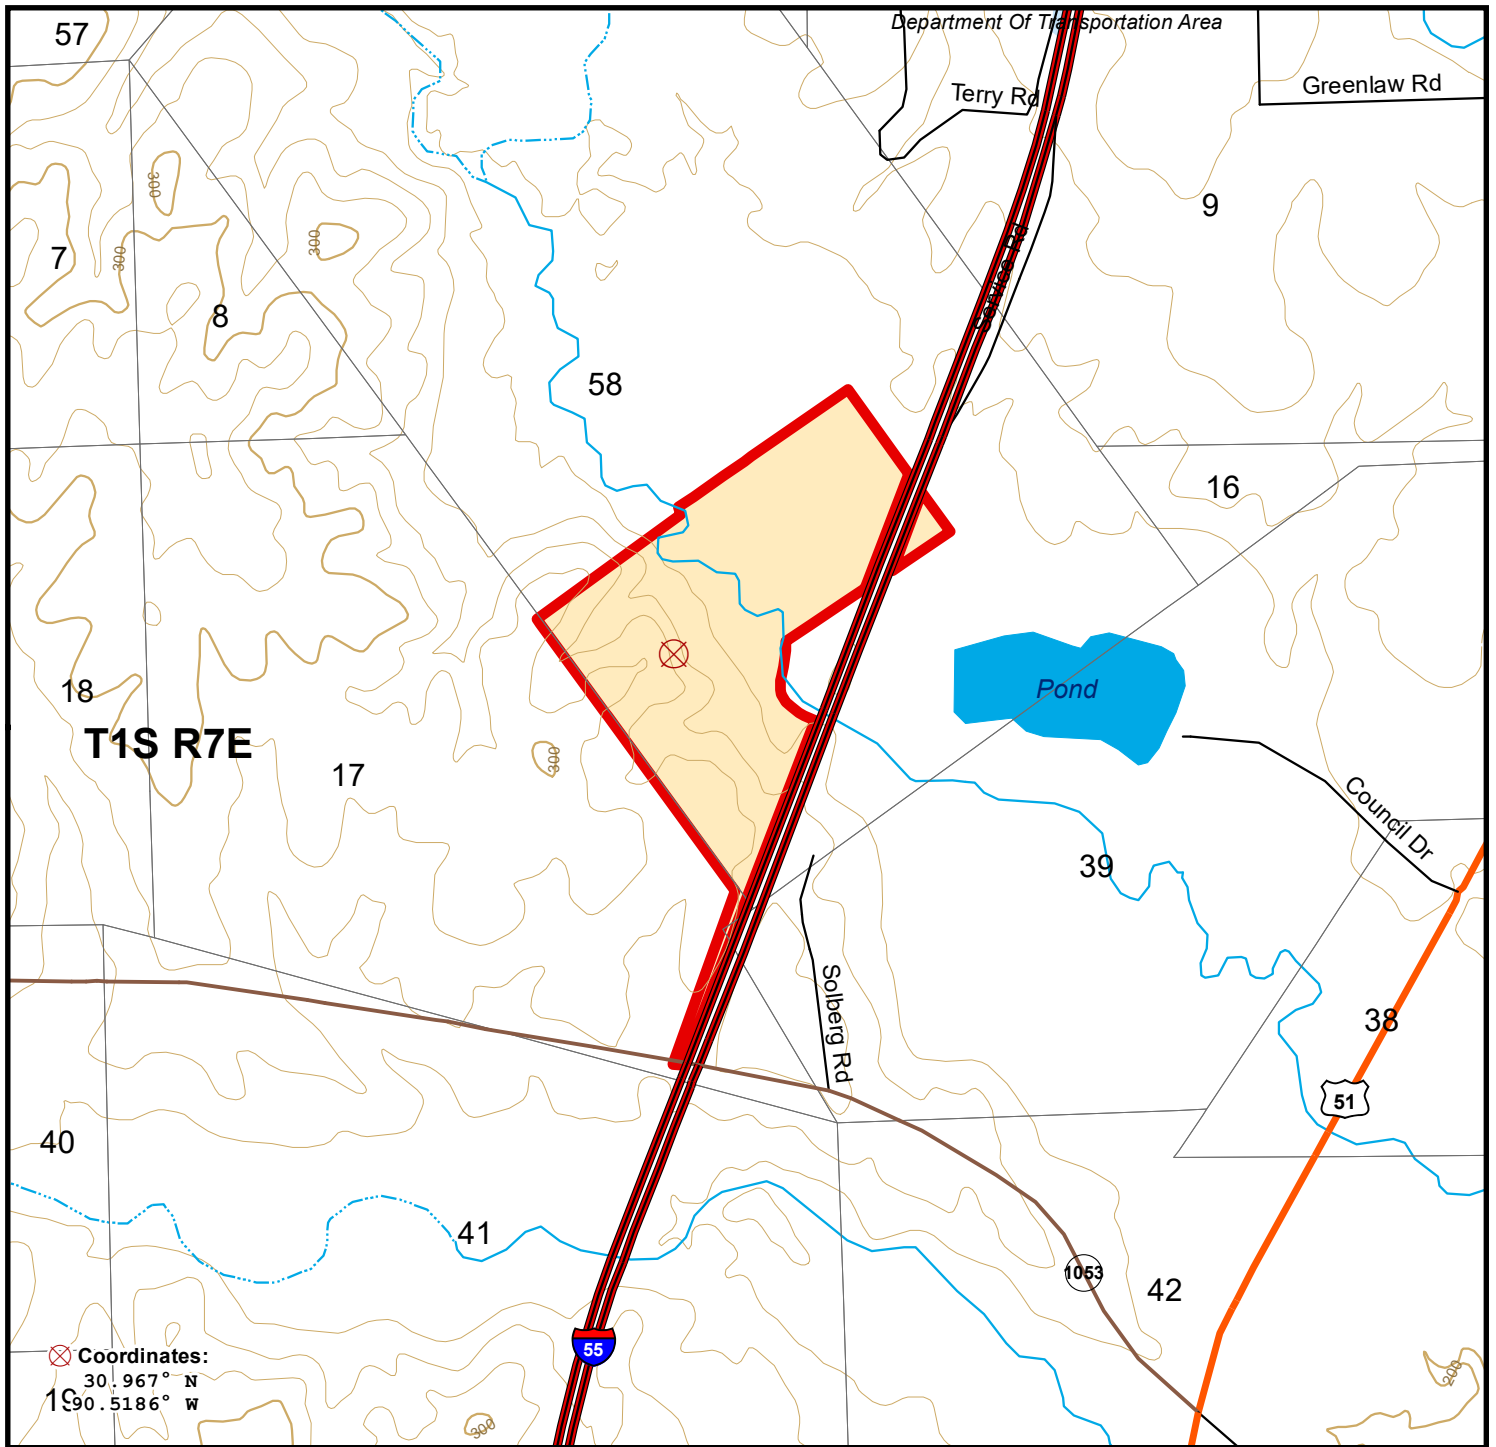 Department Of Transportation Area
57
Terry Rd
Greenlaw Rd
300
9
Service Rd
300
300
7
8
58
16
18
Pond
T1S R7E
300
17
Council Dr
39
Solberg Rd
38
51
40
41
1053
42
55
Coordinates:
30.967° N
90.5186° W
19
200
300